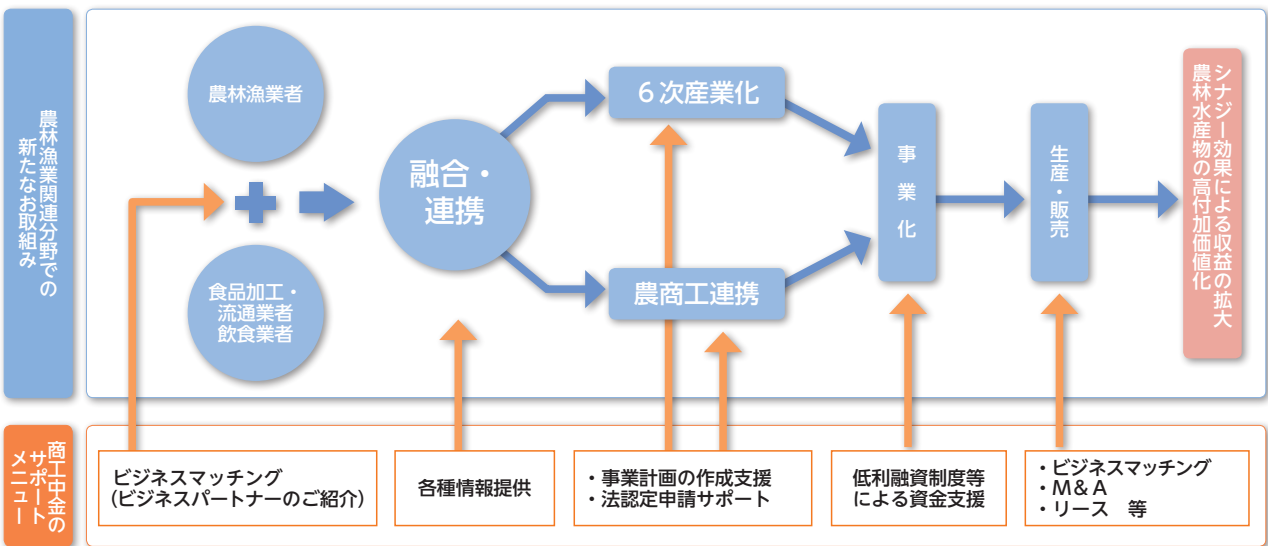 農林漁業関連分野での
新たなお取組み
農林漁業者
食品加工・
流通業者
飲食業者
融合・
連携
6次産業化
農商工連携
事業化
生産・販売
シナジー効果による収益の拡大
農林水産物の高付加価値化
商工中金の
サポート
メニュー
ビジネスマッチング
(ビジネスパートナーのご紹介)
各種情報提供
・事業計画の作成支援
・法認定申請サポート
低利融資制度等
による資金支援
・ビジネスマッチング
・M&A
・リース　等